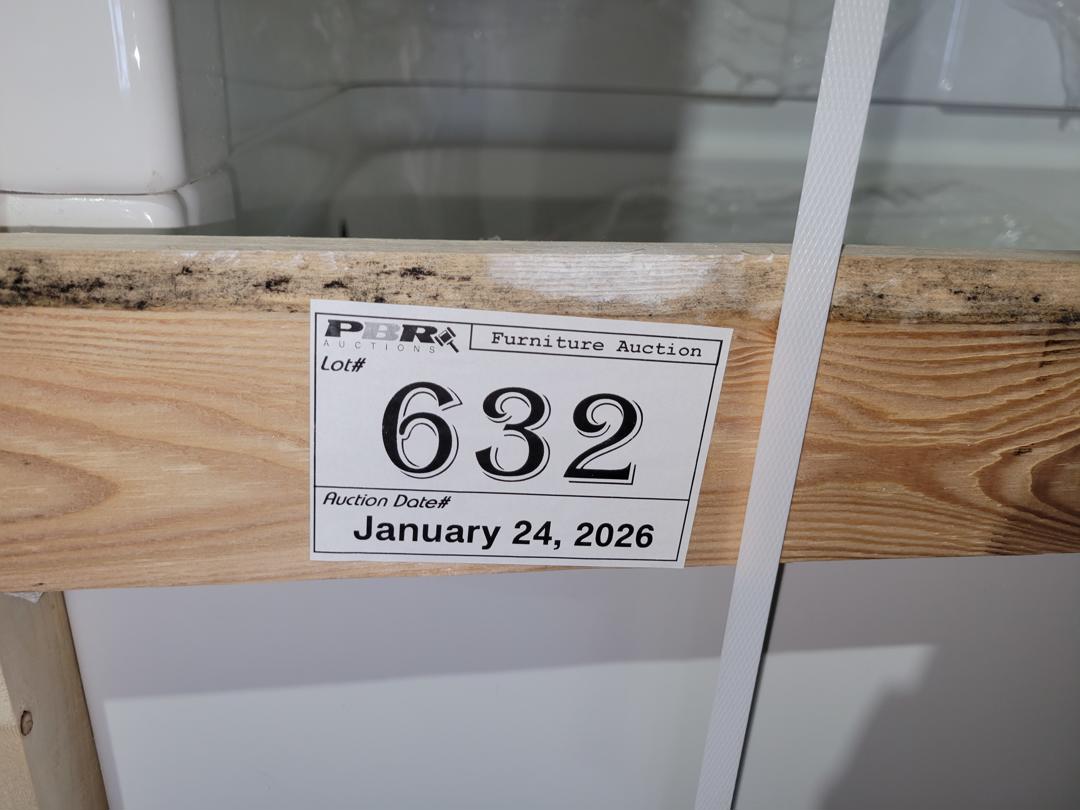 PBR Furniture Auction
AUCTIONS
Lot#
632
Auction Date#
January 24, 2026